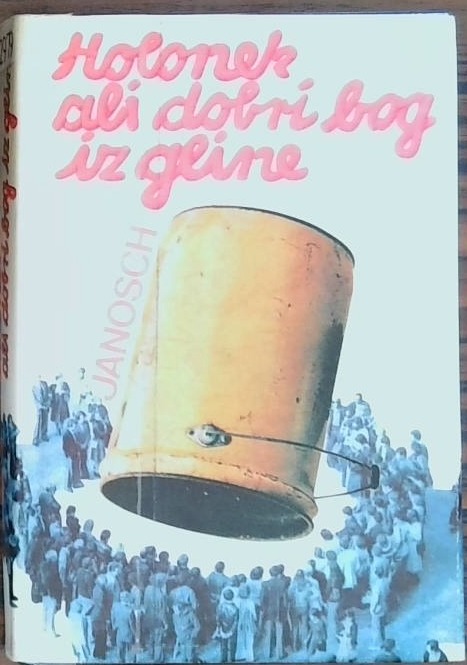 Holonek
ali dobri bog
iz gline
JANOSCH